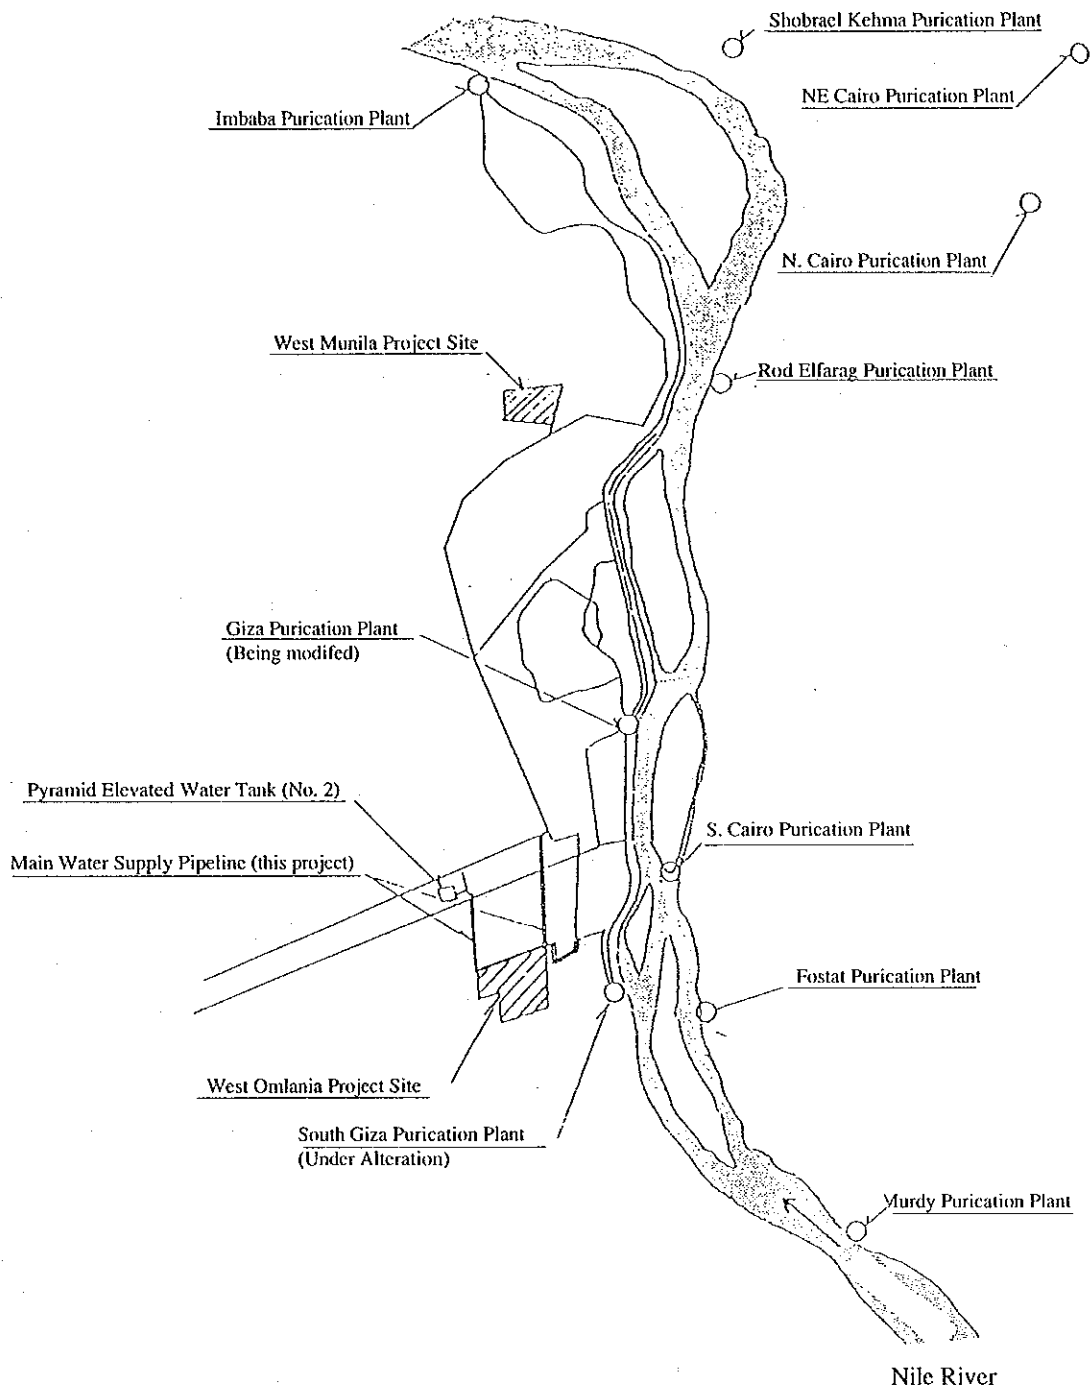 Shobrael Kehma Purication Plant
NE Cairo Purication Plant
Imbaba Purication Plant
N. Cairo Purication Plant
West Munila Project Site
Rod Elfarag Purication Plant
Giza Purication Plant
(Being modifed)
Pyramid Elevated Water Tank (No. 2)
S. Cairo Purication Plant
Main Water Supply Pipeline (this project)
Fostat Purication Plant
West Omlania Project Site
South Giza Purication Plant
(Under Alteration)
Murdy Purication Plant
Nile River